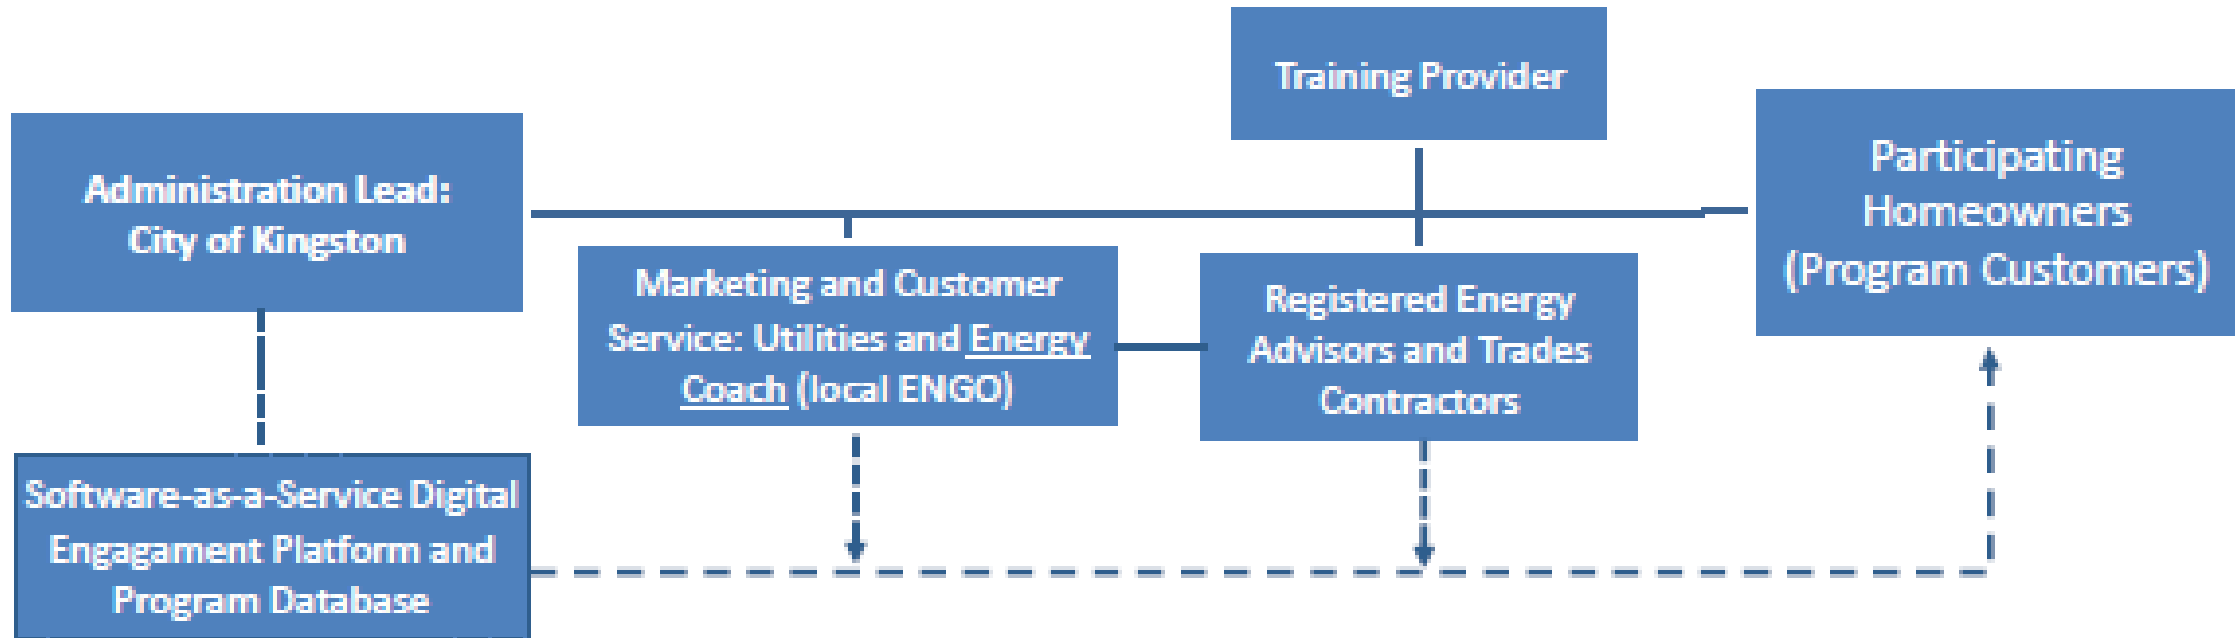 Training Provider
Administration Lead:
City of Kingston
Participating
Homeowners
(Program Customers)
Marketing and Customer
Service: Utilities and Energy
Coach (local ENGO)
Registered Energy
Advisors and Trades
Contractors
Software-as-a-Service Digital
Engagament Platform and
Program Database